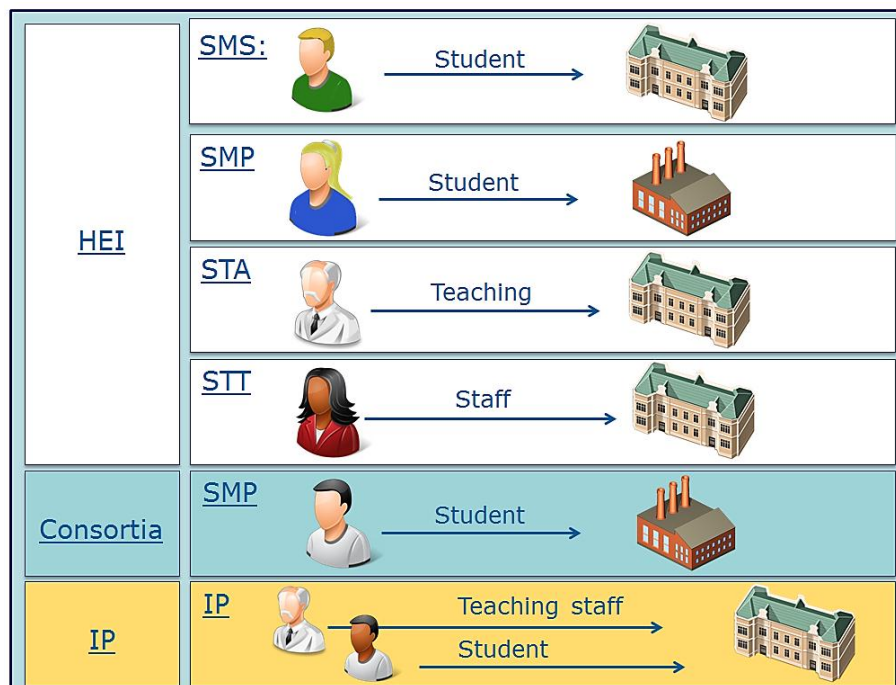 HEI
SMS:
Student
SMP
Student
STA
Teaching
STT
Staff
Consortia
SMP
Student
IP
IP
Teaching staff
Student